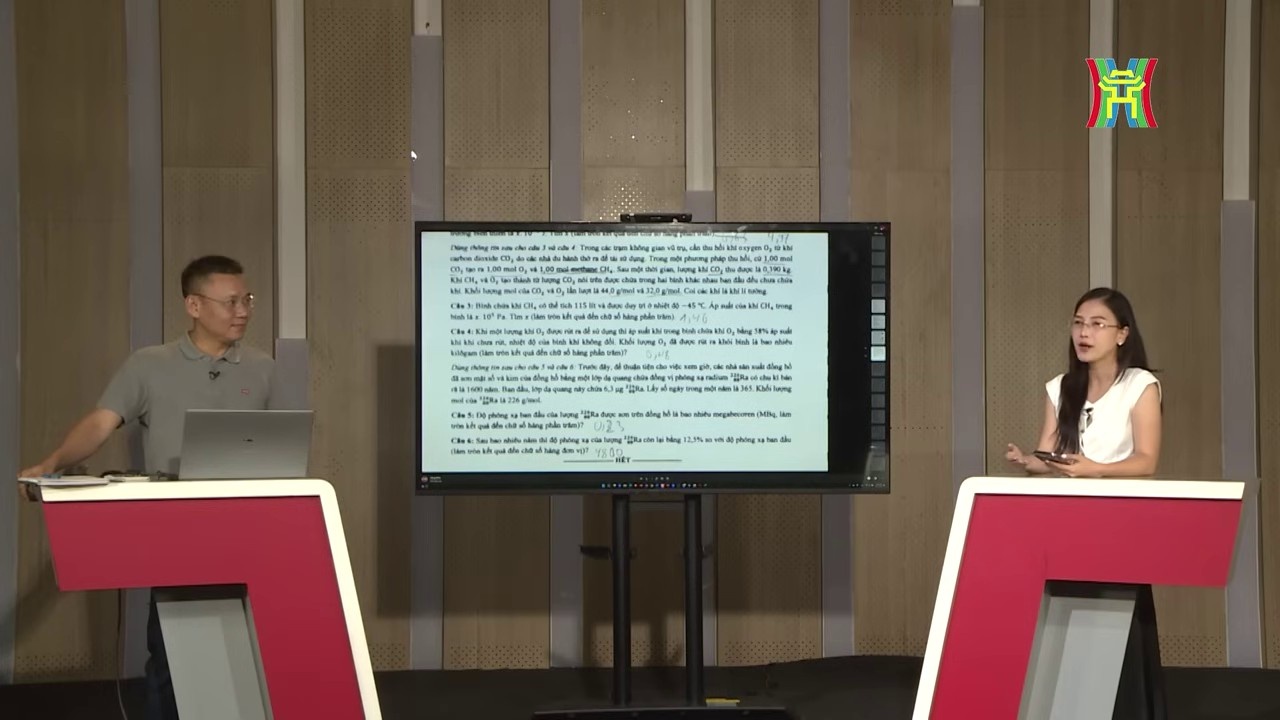 Dùng thông tin sau cho câu 3 và câu 4: Trong các trạm không gian vũ trụ, cần thu hồi khí oxygen O₂ từ khí
carbon dioxide CO₂ do các nhà du hành thở ra để tái sử dụng. Trong một phương pháp thu hồi, cứ 1,00 mol
CO₂ tạo ra 1,00 mol O₂ và 1,00 mol methane CH₄. Sau một thời gian, lượng khí CO₂ thu được là 0,190 kg.
Khí CH₄ và O₂ tạo thành từ lượng CO₂ nói trên được chứa trong hai bình khác nhau ban đầu đều chưa chứa
khí. Khối lượng mol của CO₂ và O₂ lần lượt là 44,0 g/mol và 32,0 g/mol. Coi các khí là khí lí tưởng.
Câu 3: Bình chứa khí CH₄ có thể tích 115 lít và được duy trì ở nhiệt độ −45 °C. Áp suất của khí CH₄ trong
bình là x 10⁵ Pa. Tìm x (làm tròn kết quả đến chữ số hàng phần trăm).
Câu 4: Khi một lượng khí O₂ được rút ra để sử dụng thì áp suất khí trong bình chứa khí O₂ bằng 58% áp suất
khí khi chưa rút, nhiệt độ của bình khí không đổi. Khối lượng O₂ đã được rút ra khỏi bình là bao nhiêu
kilôgam (làm tròn kết quả đến chữ số hàng phần trăm)?
Dùng thông tin sau cho câu 5 và câu 6: Trước đây, để thuận tiện cho việc xem giờ, các nhà sản xuất đồng hồ
đã sơn mặt số và kim của đồng hồ bằng một lớp dạ quang chứa đồng vị phóng xạ radium ²²⁶₈₈Ra có chu kì bán
rã là 1600 năm. Ban đầu, lớp dạ quang này chứa 6,3 μg ²²⁶₈₈Ra. Lấy số ngày trong một năm là 365. Khối lượng
mol của ²²⁶₈₈Ra là 226 g/mol.
Câu 5: Độ phóng xạ ban đầu của lượng ²²⁶₈₈Ra được sơn trên đồng hồ là bao nhiêu megabecơren (MBq, làm
tròn kết quả đến chữ số hàng phần trăm)? 0,23
Câu 6: Sau bao nhiêu năm thì độ phóng xạ của lượng ²²⁶₈₈Ra còn lại bằng 12,5% so với độ phóng xạ ban đầu
(làm tròn kết quả đến chữ số hàng đơn vị)? 4800
HẾT